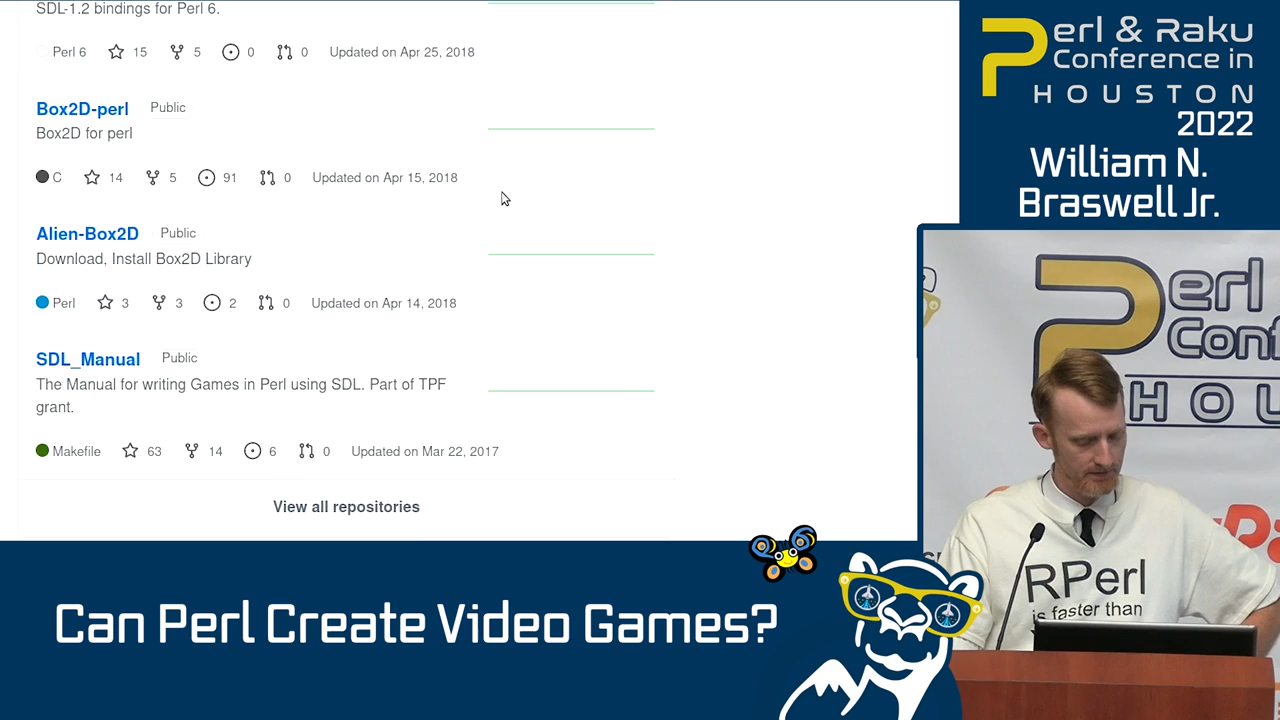 SDL-1.2 bindings for Perl 6.
Perl 6 15 5 0 0 Updated on Apr 25, 2018
Box2D-perl Public
Box2D for perl
C 14 5 91 0 Updated on Apr 15, 2018
Alien-Box2D Public
Download, Install Box2D Library
Perl 3 3 2 0 Updated on Apr 14, 2018
SDL_Manual Public
The Manual for writing Games in Perl using SDL. Part of TPF
grant.
Makefile 63 14 6 0 Updated on Mar 22, 2017
View all repositories
Perl & Raku
Conference in
HOUSTON
2022
William N.
Braswell Jr.
Perl
Conf
HOU
RPerl
is faster than
Can Perl Create Video Games?